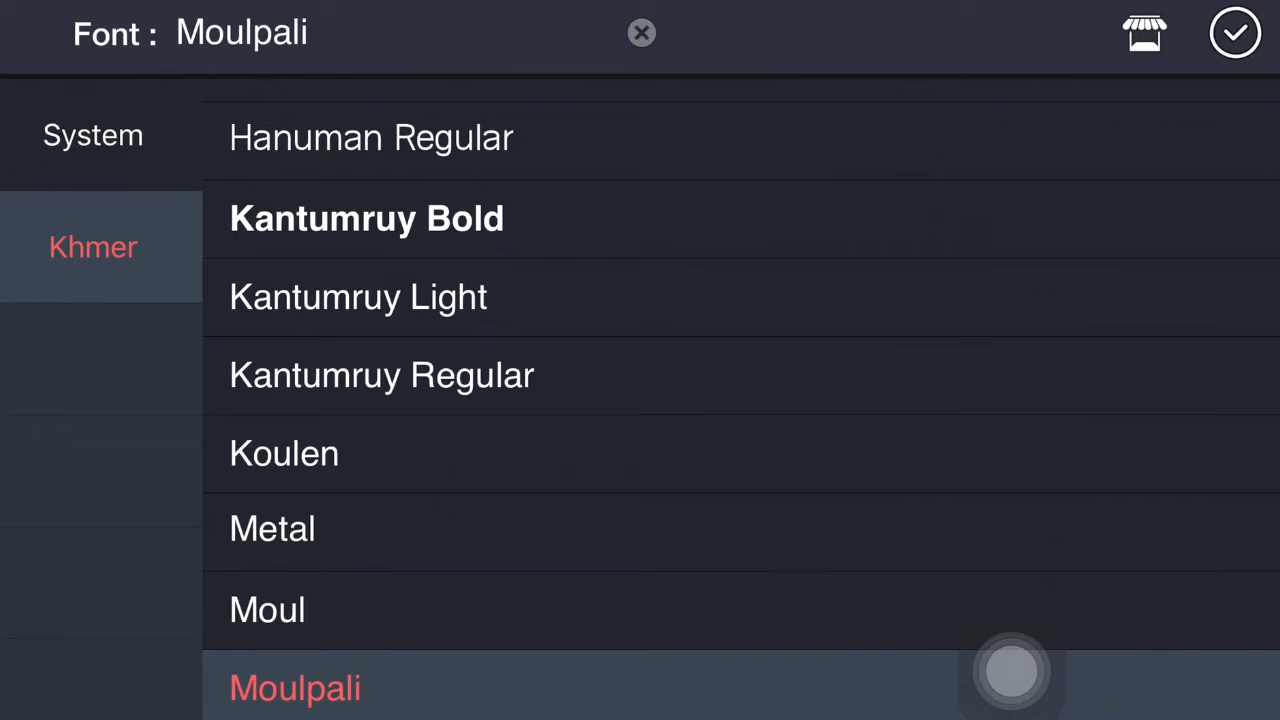 Font : Moulpali
System
Khmer
Hanuman Regular
Kantumruy Bold
Kantumruy Light
Kantumruy Regular
Koulen
Metal
Moul
Moulpali